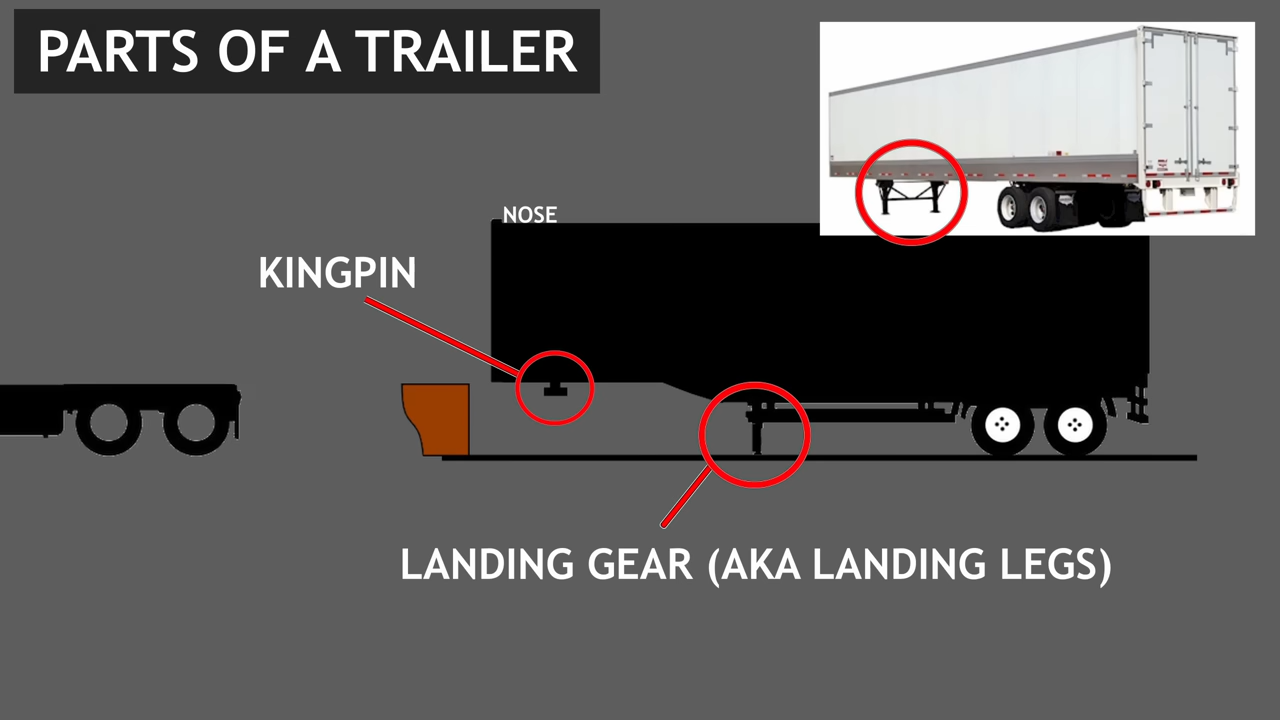 PARTS OF A TRAILER
NOSE
KINGPIN
LANDING GEAR (AKA LANDING LEGS)